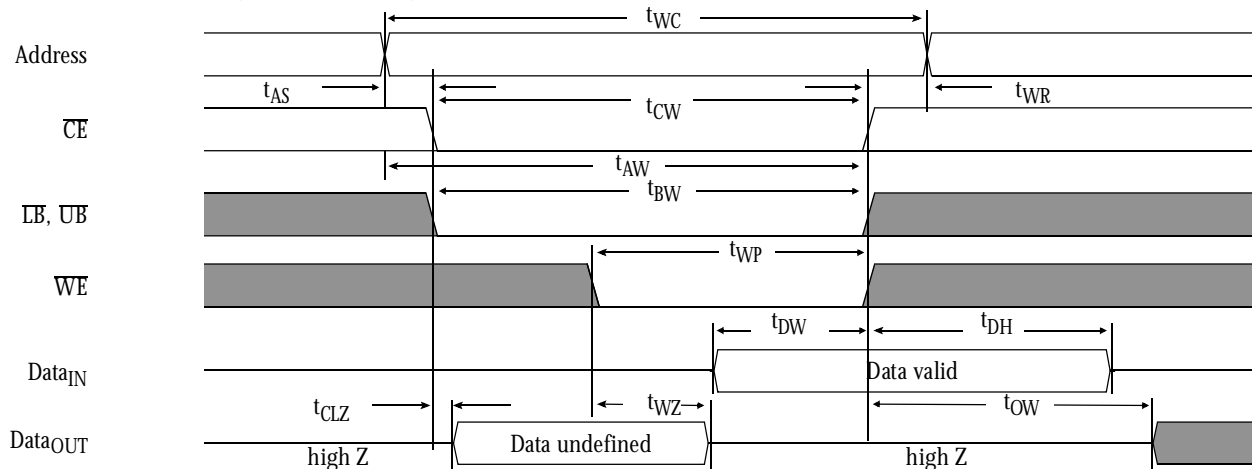 tWC
Address
tAS
tCW
tWR
CE
tAW
tBW
LB, UB
tWP
WE
tDW
tDH
DataIN
Data valid
tCLZ
tWZ
tOW
DataOUT
Data undefined
high Z
high Z